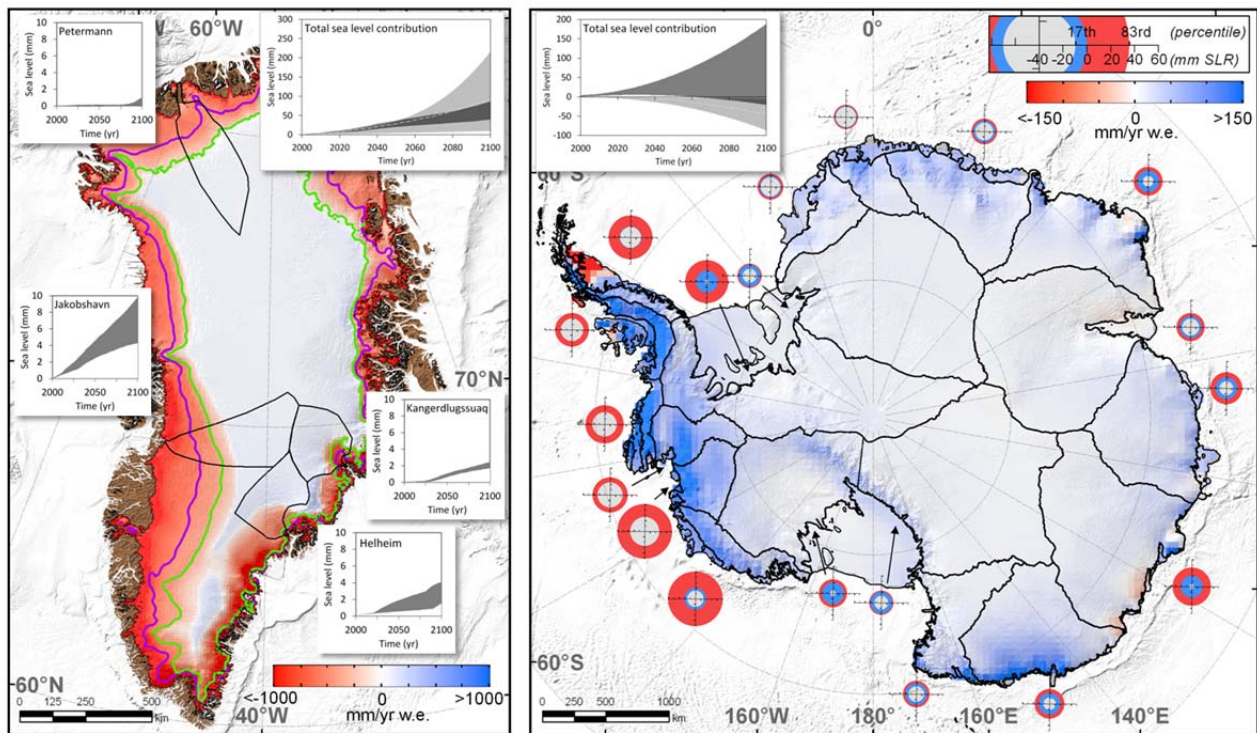 60°W
Petermann
Sea level (mm)
10
8
6
4
2
0
2000 2050 2100
Time (yr)
Total sea level contribution
Sea level (mm)
300
250
200
150
100
50
0
2000 2020 2040 2060 2080 2100
Time (yr)
Jakobshavn
Sea level (mm)
10
8
6
4
2
0
2000 2050 2100
Time (yr)
70°N
Kangerdlugssuaq
Sea level (mm)
10
8
6
4
2
0
2000 2050 2100
Time (yr)
Helheim
Sea level (mm)
10
8
6
4
2
0
2000 2050 2100
Time (yr)
60°N
0 125 250 500
km
40°W
<-1000 0 >1000
mm/yr w.e.
Total sea level contribution
Sea level (mm)
200
150
100
50
0
-50
-100
2000 2020 2040 2060 2080 2100
Time (yr)
0°
17th 83rd (percentile)
-40 -20 0 20 40 60 (mm SLR)
<-150 0 >150
mm/yr w.e.
60°S
0 250 500 1000
km
160°W
180°
160°E
140°E